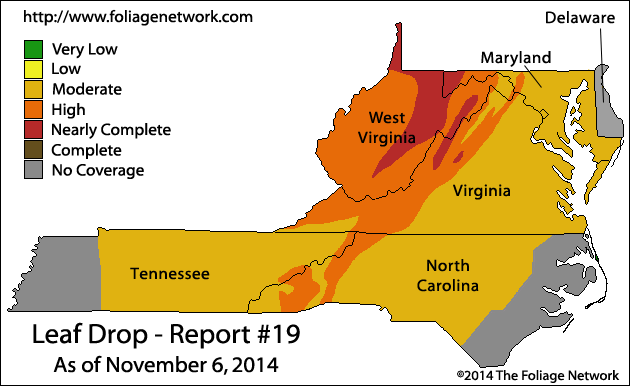 http://www.foliagenetwork.com
Delaware
Maryland
Very Low
Low
Moderate
High
Nearly Complete
Complete
No Coverage
West
Virginia
Virginia
Tennessee
North
Carolina
Leaf Drop - Report #19
As of November 6, 2014
©2014 The Foliage Network